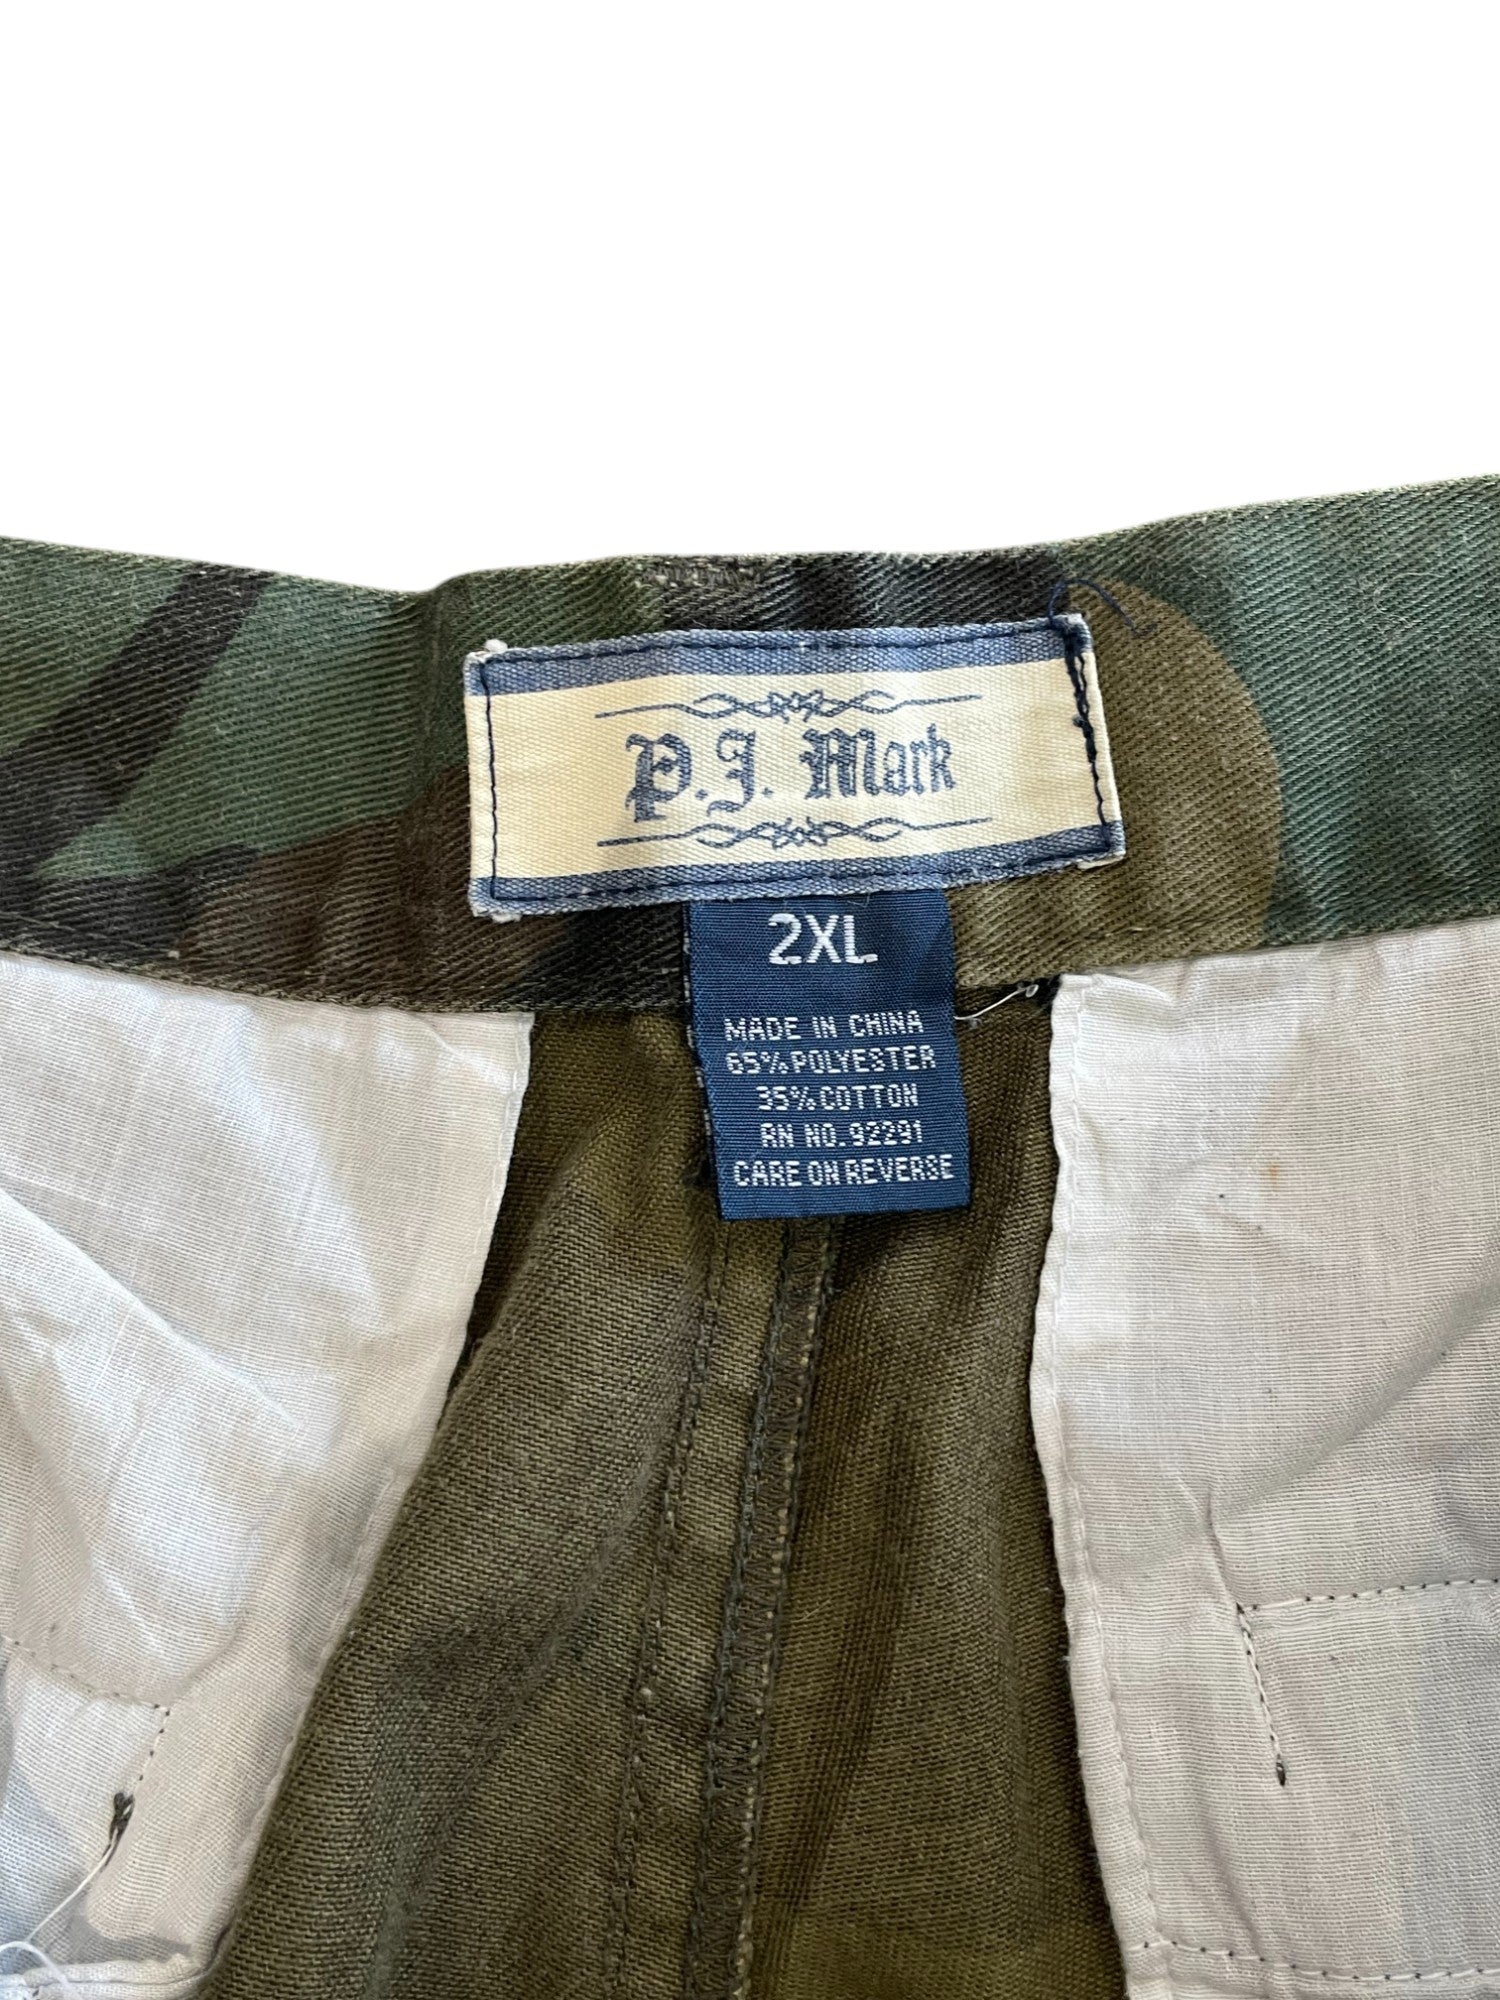 P.J. Mark
2XL
MADE IN CHINA
65% POLYESTER
35% COTTON
RN NO. 92291
CARE ON REVERSE